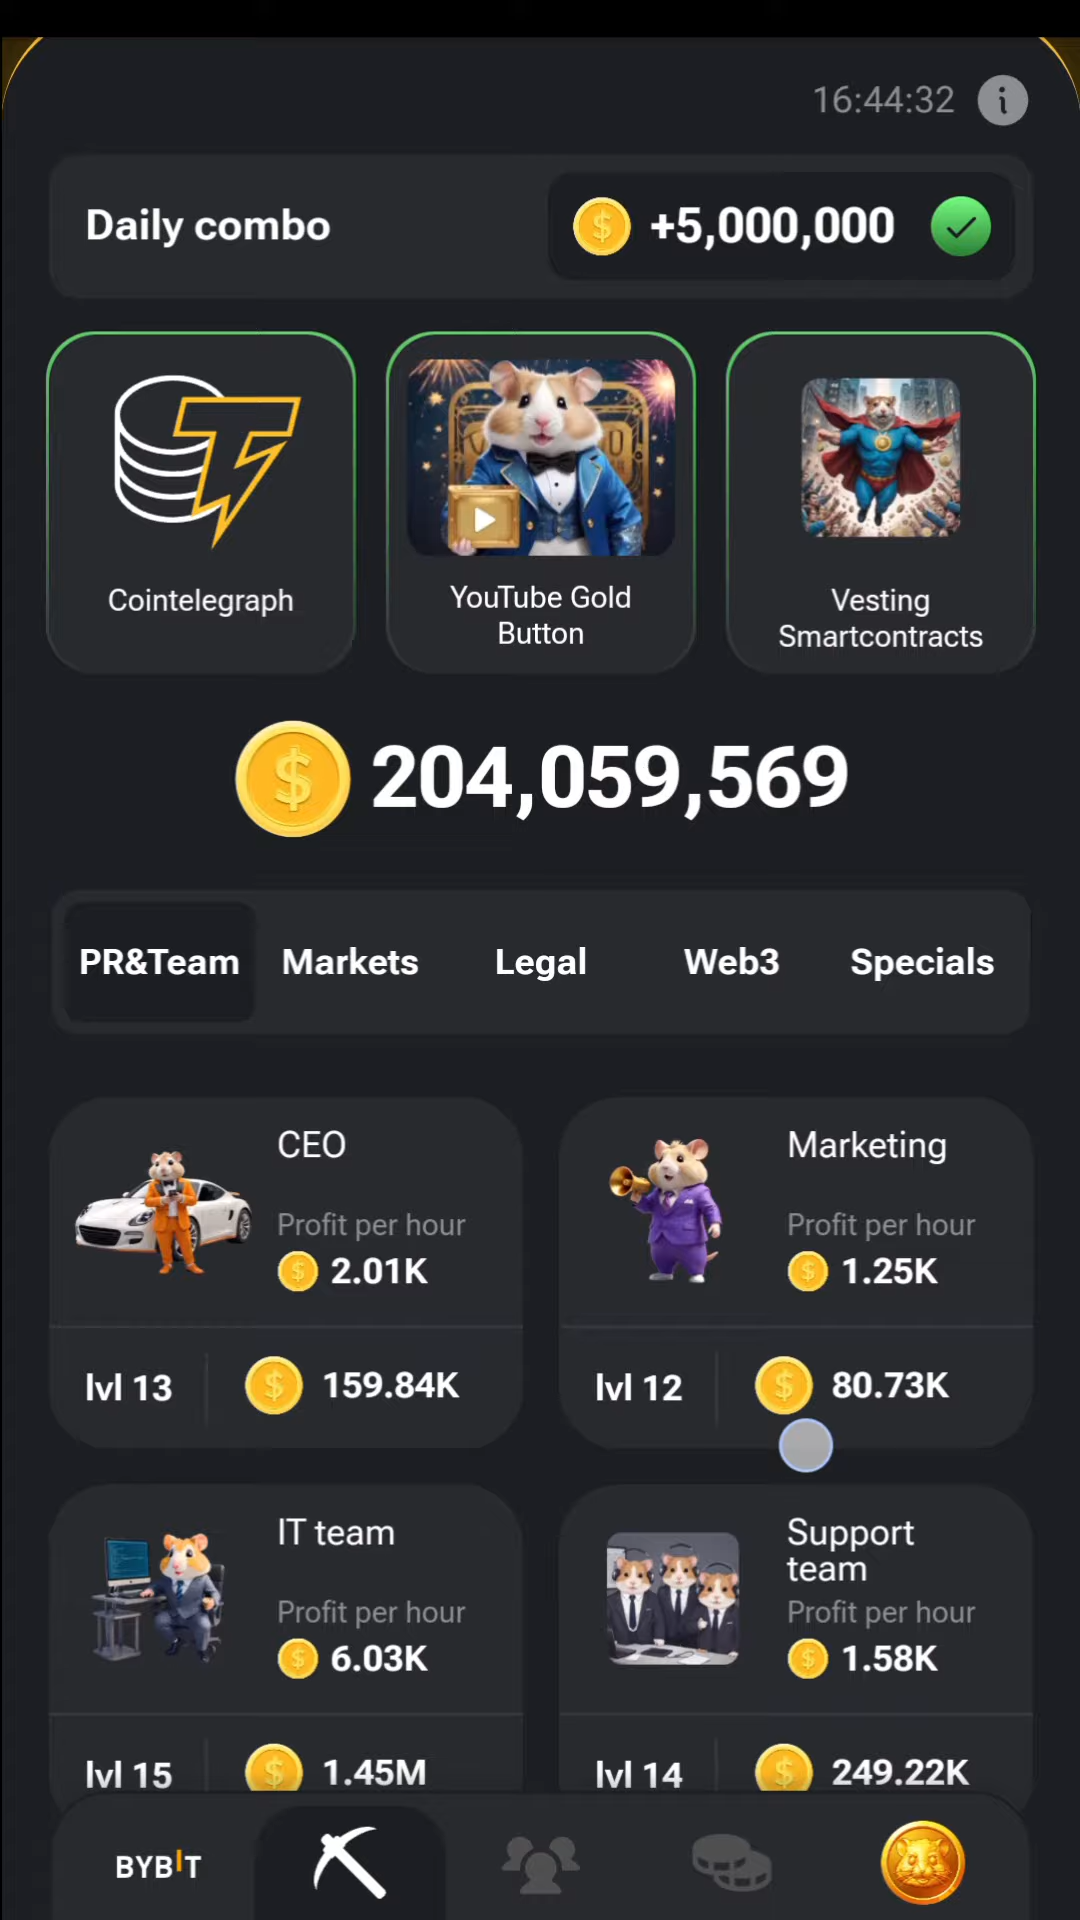 16:44:32
Daily combo
+5,000,000
Cointelegraph
YouTube Gold
Button
Vesting
Smartcontracts
204,059,569
PR&Team Markets Legal Web3 Specials
CEO
Profit per hour
2.01K
lvl 13 159.84K
Marketing
Profit per hour
1.25K
lvl 12 80.73K
IT team
Profit per hour
6.03K
lvl 15 1.45M
Support
team
Profit per hour
1.58K
lvl 14 249.22K
BYBIT